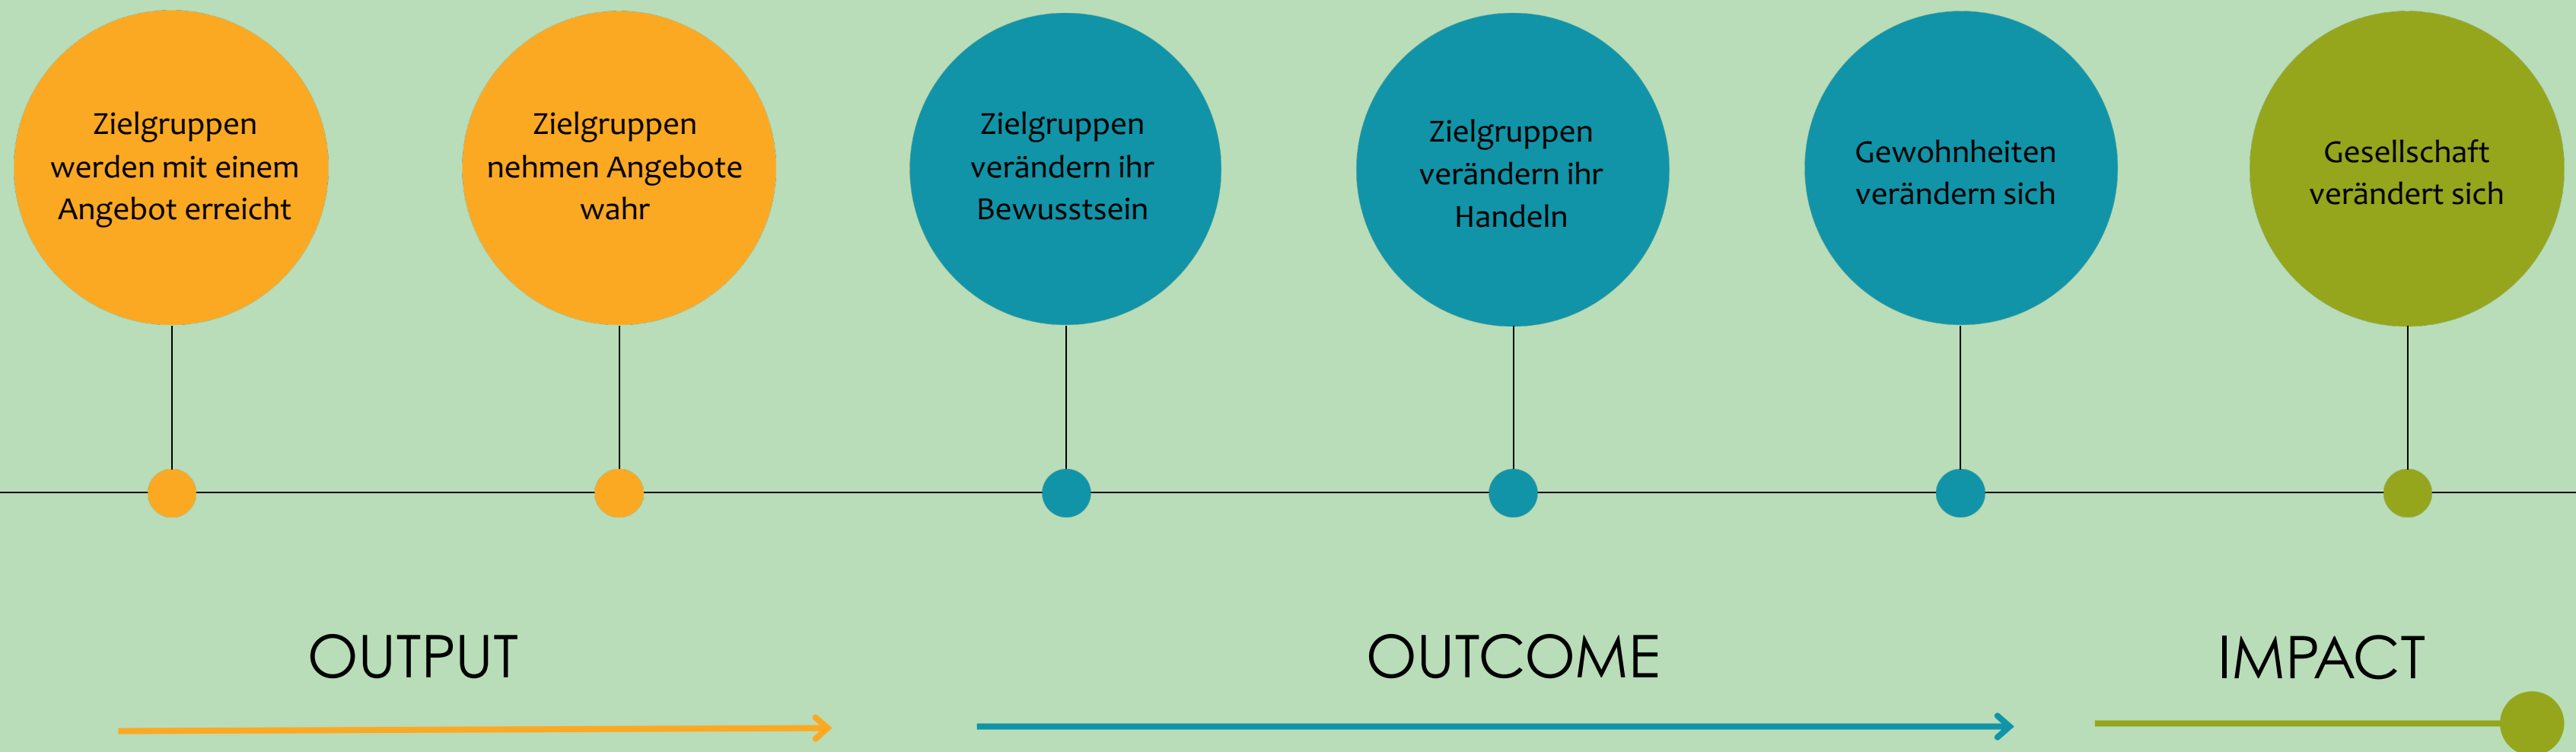 Zielgruppen
werden mit einem
Angebot erreicht
Zielgruppen
nehmen Angebote
wahr
Zielgruppen
verändern ihr
Bewusstsein
Zielgruppen
verändern ihr
Handeln
Gewohnheiten
verändern sich
Gesellschaft
verändert sich
OUTPUT
OUTCOME
IMPACT